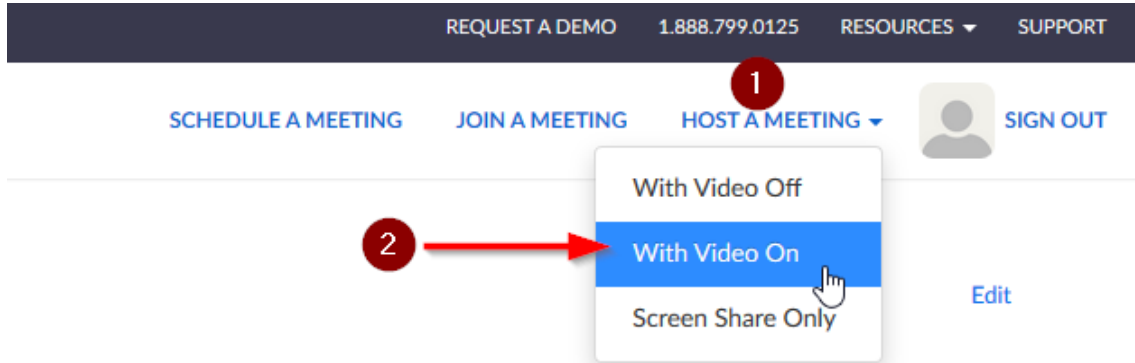 REQUEST A DEMO 1.888.799.0125 RESOURCES SUPPORT
1
SCHEDULE A MEETING JOIN A MEETING HOST A MEETING SIGN OUT
With Video Off
2 With Video On
Edit
Screen Share Only